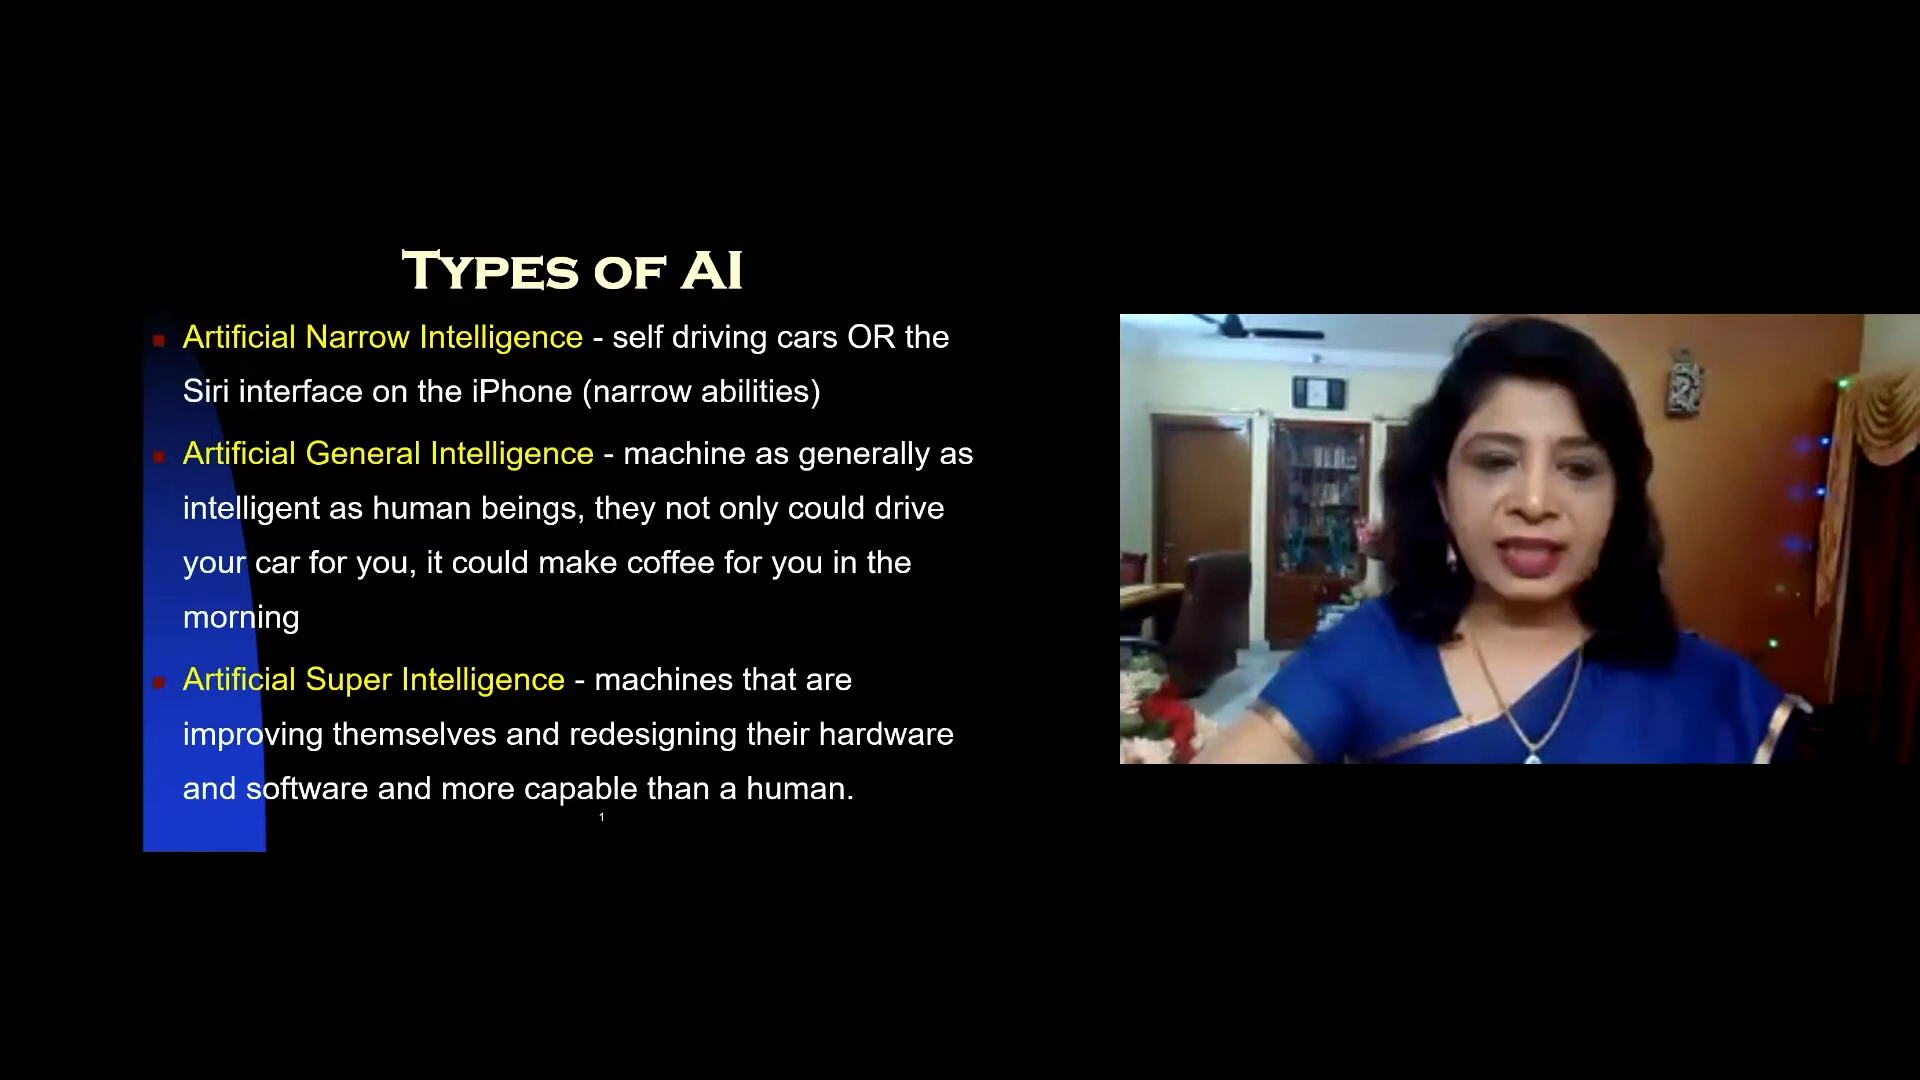 TYPES OF AI
Artificial Narrow Intelligence - self driving cars OR the
Siri interface on the iPhone (narrow abilities)
Artificial General Intelligence - machine as generally as
intelligent as human beings, they not only could drive
your car for you, it could make coffee for you in the
morning
Artificial Super Intelligence - machines that are
improving themselves and redesigning their hardware
and software and more capable than a human.
1